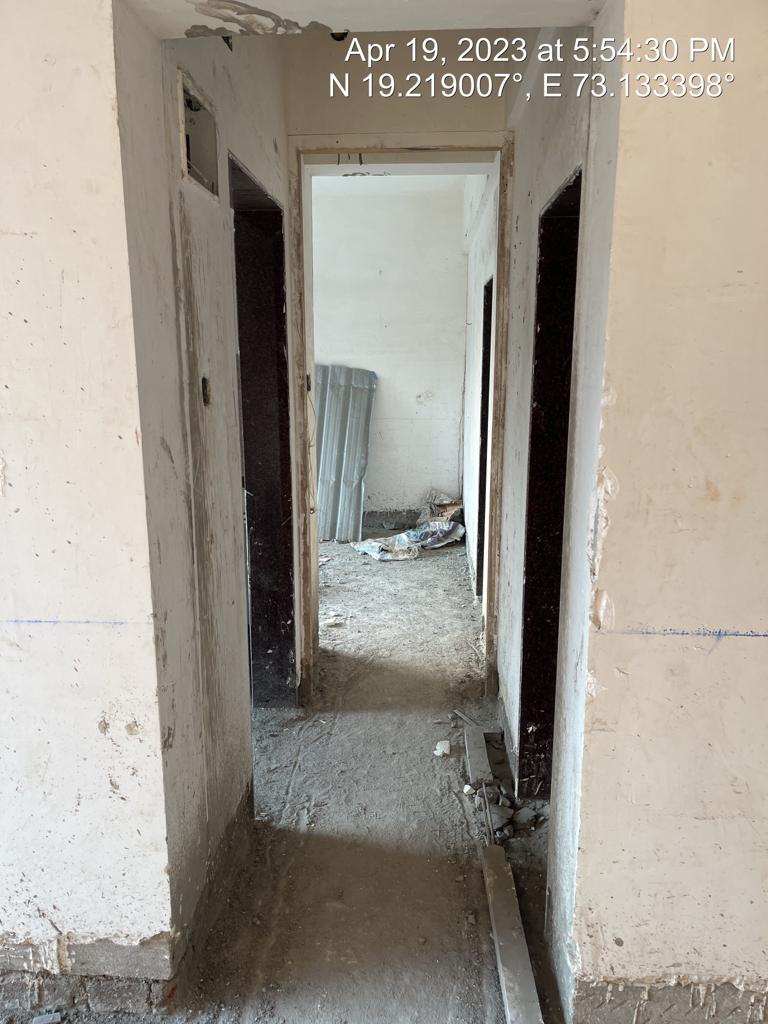 Apr 19, 2023 at 5:54:30 PM
N 19.219007°, E 73.133398°